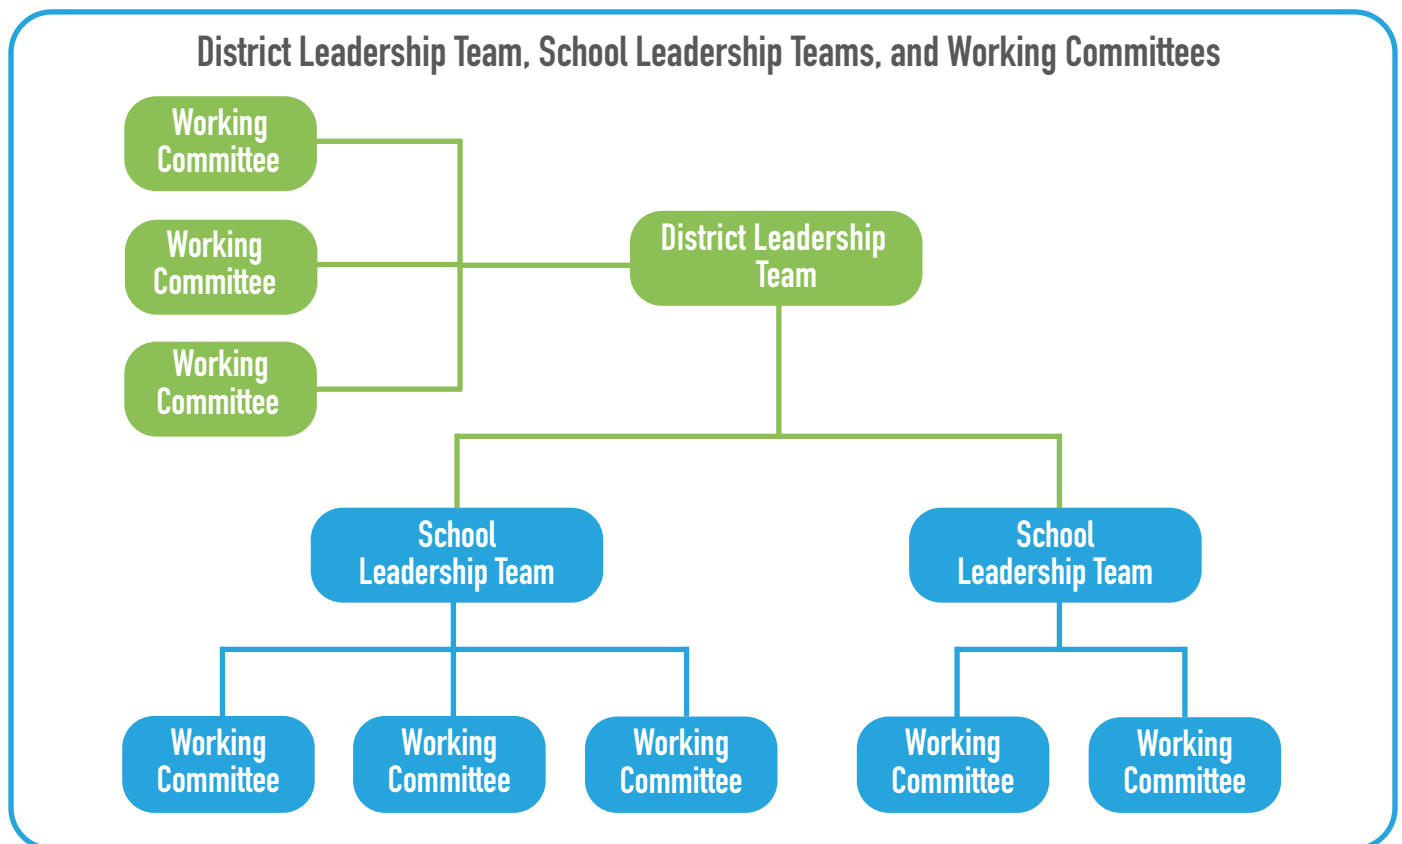 District Leadership Team, School Leadership Teams, and Working Committees
Working
Committee
Working
Committee
Working
Committee
District Leadership
Team
School
Leadership Team
School
Leadership Team
Working
Committee
Working
Committee
Working
Committee
Working
Committee
Working
Committee